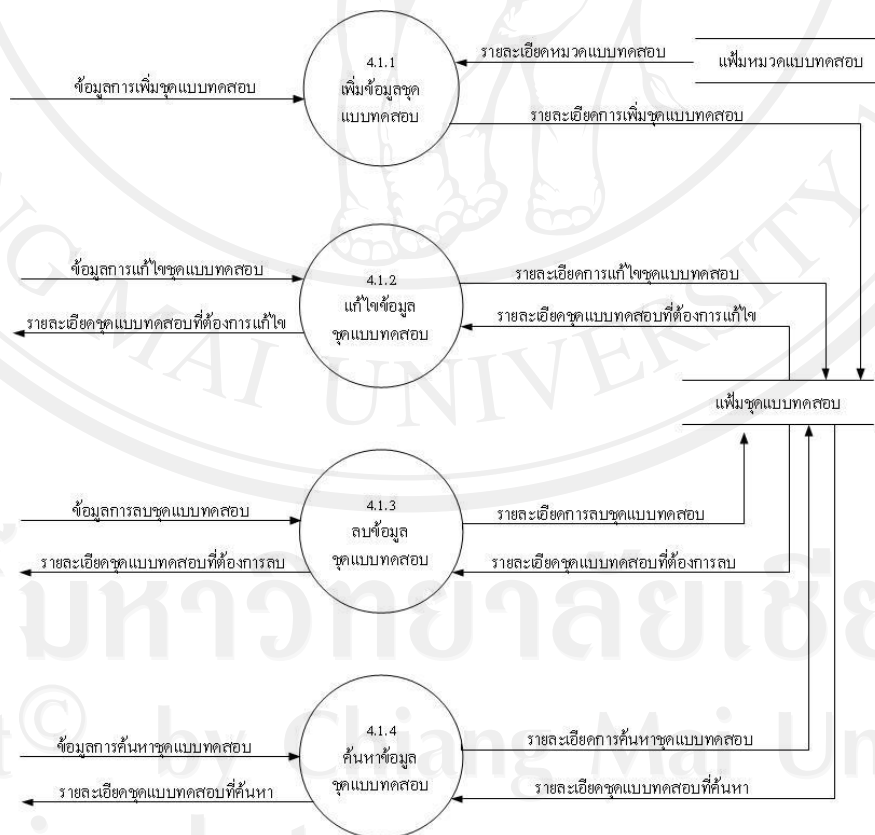 รายละเอียดหมวดแบบทดสอบ
แฟ้มหมวดแบบทดสอบ
ข้อมูลการเพิ่มชุดแบบทดสอบ
4.1.1
เพิ่มข้อมูลชุด
แบบทดสอบ
รายละเอียดการเพิ่มชุดแบบทดสอบ
ข้อมูลการแก้ไขชุดแบบทดสอบ
4.1.2
แก้ไขข้อมูล
ชุดแบบทดสอบ
รายละเอียดการแก้ไขชุดแบบทดสอบ
รายละเอียดชุดแบบทดสอบที่ต้องการแก้ไข
รายละเอียดชุดแบบทดสอบที่ต้องการแก้ไข
แฟ้มชุดแบบทดสอบ
ข้อมูลการลบชุดแบบทดสอบ
4.1.3
ลบข้อมูล
ชุดแบบทดสอบ
รายละเอียดการลบชุดแบบทดสอบ
รายละเอียดชุดแบบทดสอบที่ต้องการลบ
รายละเอียดชุดแบบทดสอบที่ต้องการลบ
ข้อมูลการค้นหาชุดแบบทดสอบ
4.1.4
ค้นหาข้อมูล
ชุดแบบทดสอบ
รายละเอียดการค้นหาชุดแบบทดสอบ
รายละเอียดชุดแบบทดสอบที่ค้นหา
รายละเอียดชุดแบบทดสอบที่ค้นหา
MAI UNIVERSITY
มหาวิทยาลัยเชีย
© by Chiang Mai Un